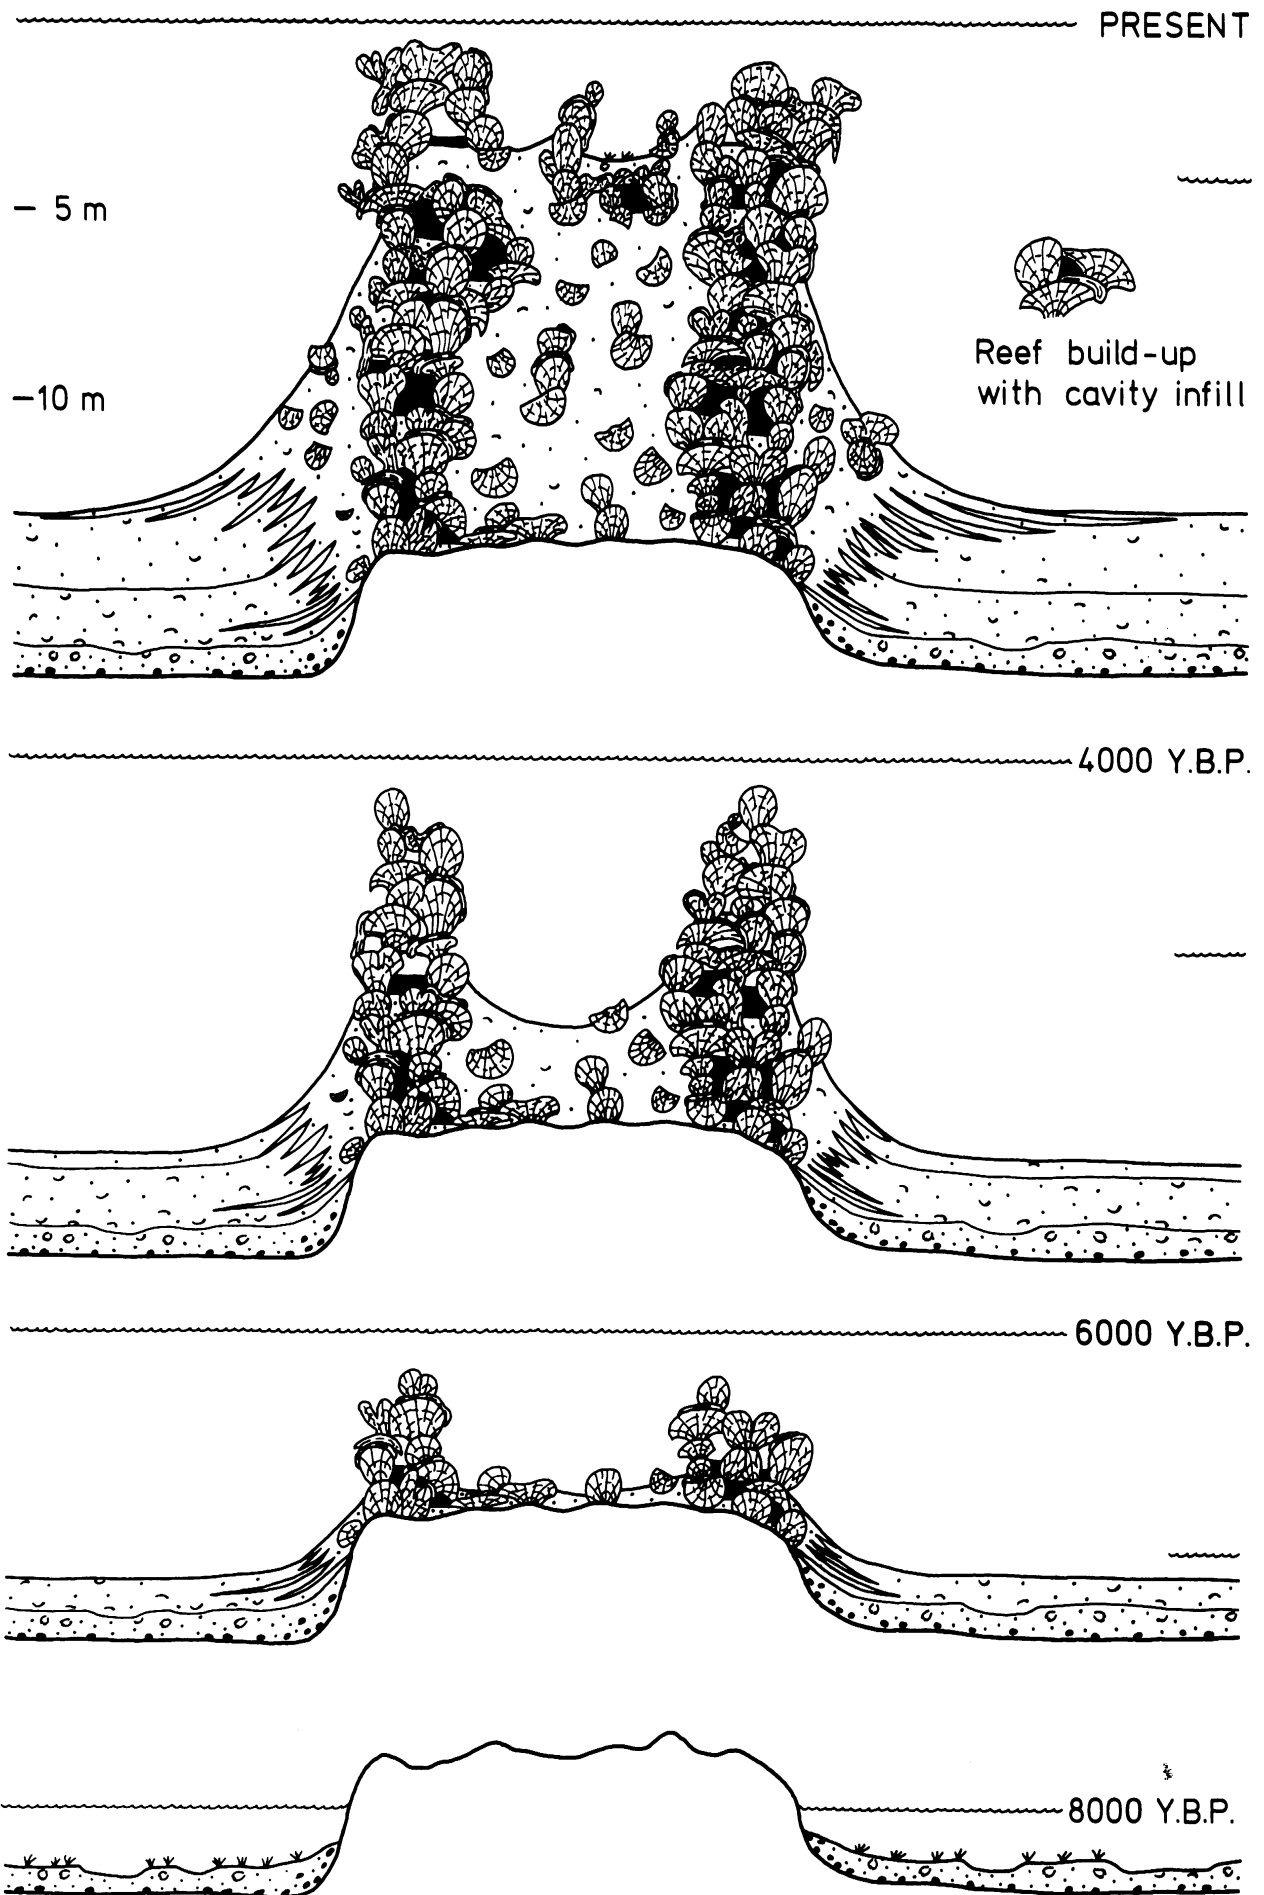 PRESENT
– 5 m
–10 m
Reef build-up
with cavity infill
4000 Y.B.P.
6000 Y.B.P.
8000 Y.B.P.